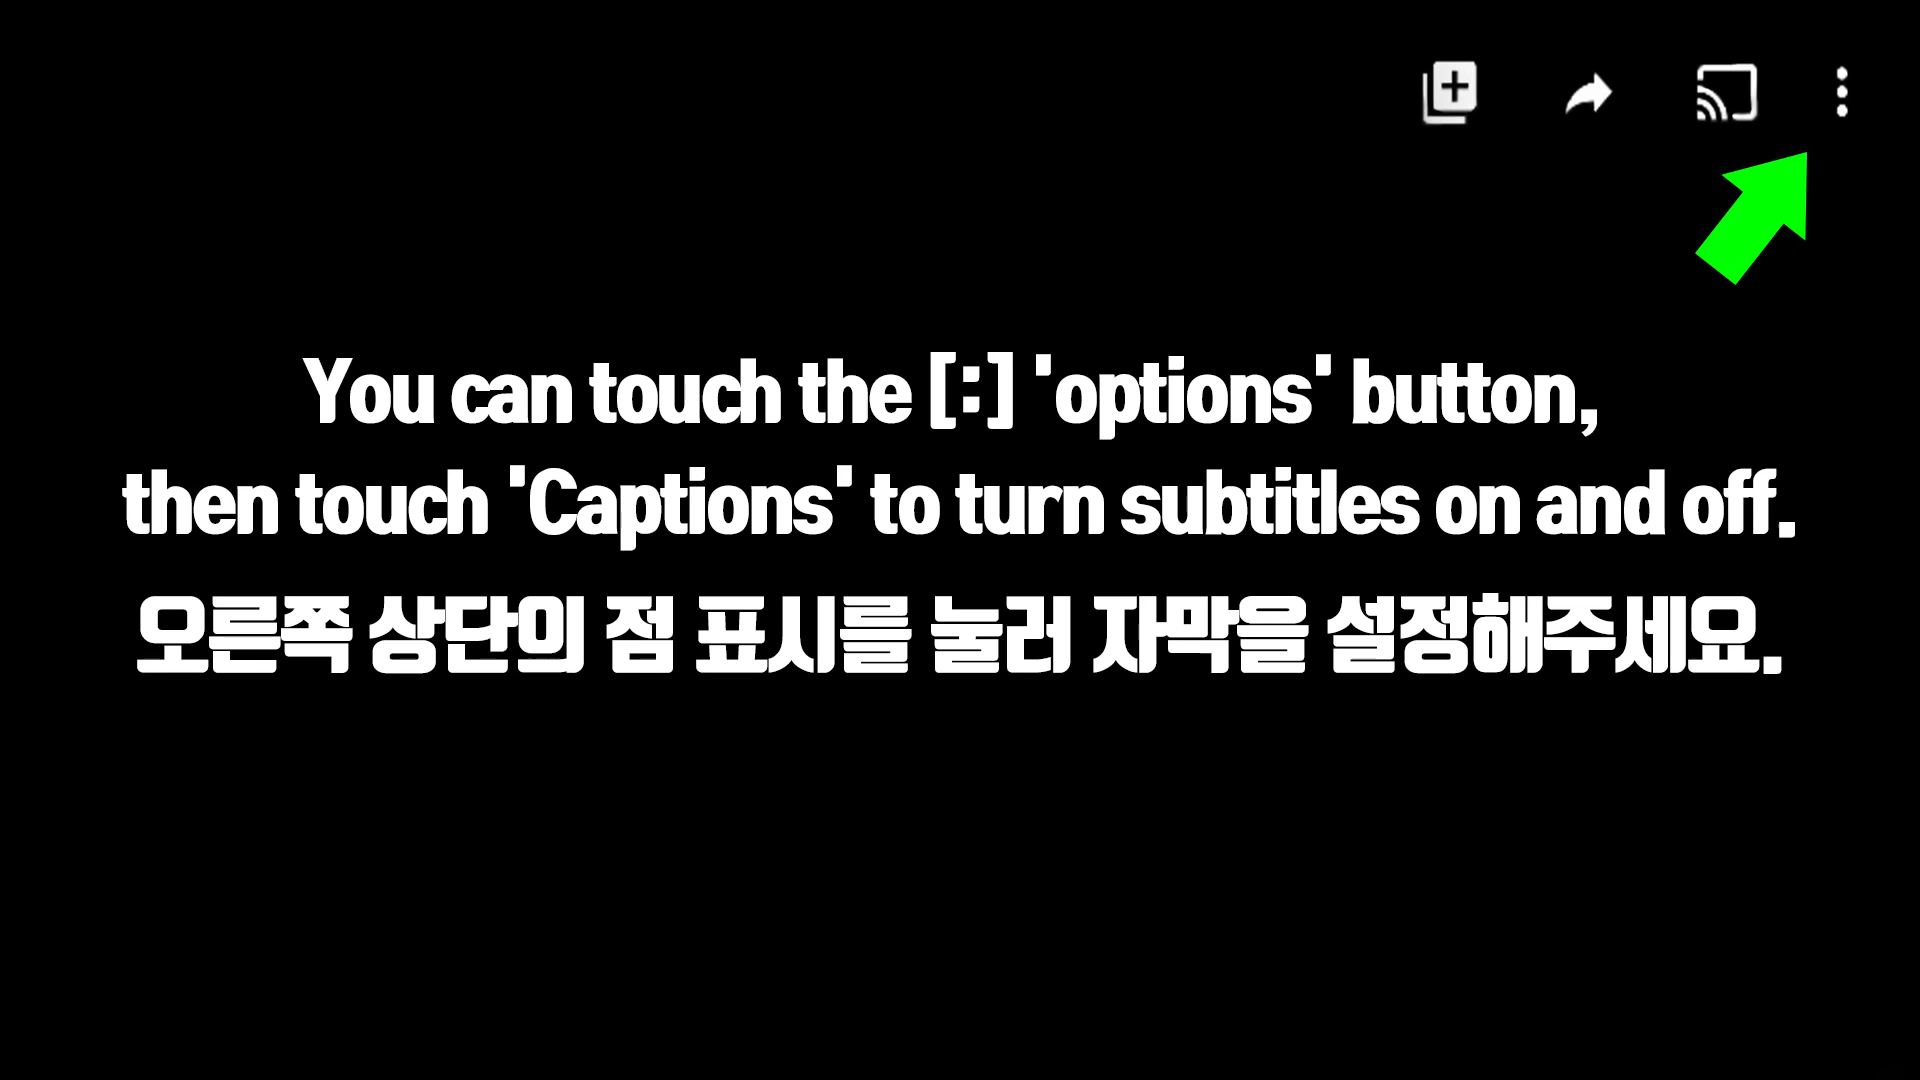 You can touch the [:] 'options' button,
then touch 'Captions' to turn subtitles on and off.
오른쪽 상단의 점 표시를 눌러 자막을 설정해주세요.